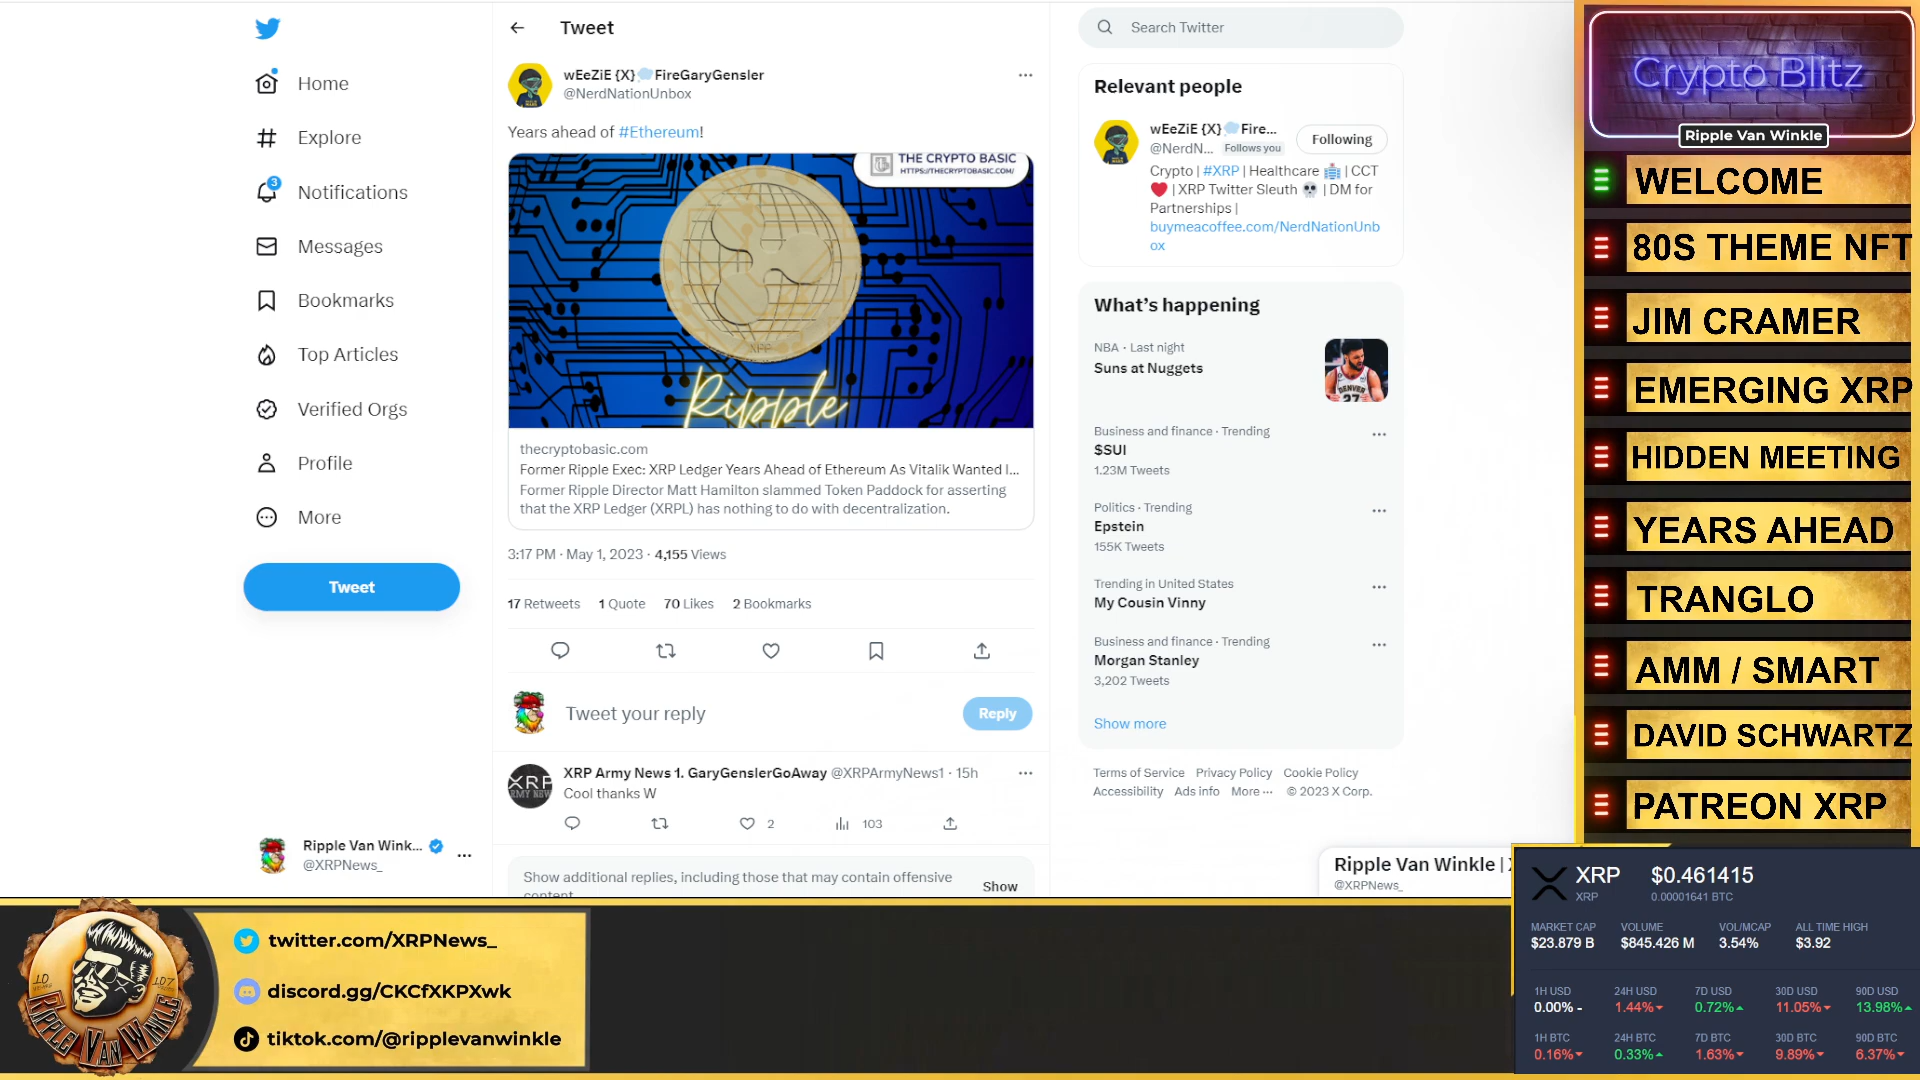 Home
Explore
3
Notifications
Messages
Bookmarks
Top Articles
Verified Orgs
Profile
More
Tweet
Ripple Van Wink...
@XRPNews_
Tweet
wEeZiE {X} FireGaryGensler
@NerdNationUnbox
Years ahead of #Ethereum!
THE CRYPTO BASIC
HTTPS://THECRYPTOBASIC.COM/
XRP
Ripple
thecryptobasic.com
Former Ripple Exec: XRP Ledger Years Ahead of Ethereum As Vitalik Wanted I...
Former Ripple Director Matt Hamilton slammed Token Paddock for asserting
that the XRP Ledger (XRPL) has nothing to do with decentralization.
3:17 PM · May 1, 2023 · 4,155 Views
17 Retweets 1 Quote 70 Likes 2 Bookmarks
Tweet your reply
Reply
XRP
ARMY NEW
XRP Army News 1. GaryGenslerGoAway @XRPArmyNews1 · 15h
Cool thanks W
2
103
Show additional replies, including those that may contain offensive
content
Show
Search Twitter
Relevant people
wEeZiE {X} Fire...
Following
@NerdN... Follows you
Crypto | #XRP | Healthcare | CCT
| XRP Twitter Sleuth | DM for
Partnerships |
buymeacoffee.com/NerdNationUnb
ox
What's happening
NBA · Last night
Suns at Nuggets
DENVER
27
Business and finance · Trending
$SUI
1.23M Tweets
Politics · Trending
Epstein
155K Tweets
Trending in United States
My Cousin Vinny
Business and finance · Trending
Morgan Stanley
3,202 Tweets
Show more
Terms of Service Privacy Policy Cookie Policy
Accessibility Ads info More ··· © 2023 X Corp.
Ripple Van Winkle |
@XRPNews_
Crypto Blitz
Ripple Van Winkle
WELCOME
80S THEME NFT
JIM CRAMER
EMERGING XRP
HIDDEN MEETING
YEARS AHEAD
TRANGLO
AMM / SMART
DAVID SCHWARTZ
PATREON XRP
XRP $0.461415
XRP 0.00001641 BTC
MARKET CAP VOLUME VOL/MCAP ALL TIME HIGH
$23.879 B $845.426 M 3.54% $3.92
1H USD 24H USD 7D USD 30D USD 90D USD
0.00% - 1.44% 0.72% 11.05% 13.98%
1H BTC 24H BTC 7D BTC 30D BTC 90D BTC
0.16% 0.33% 1.63% 9.89% 6.37%
RIPPLE VAN WINKLE
twitter.com/XRPNews_
discord.gg/CKCfXKPXwk
tiktok.com/@ripplevanwinkle